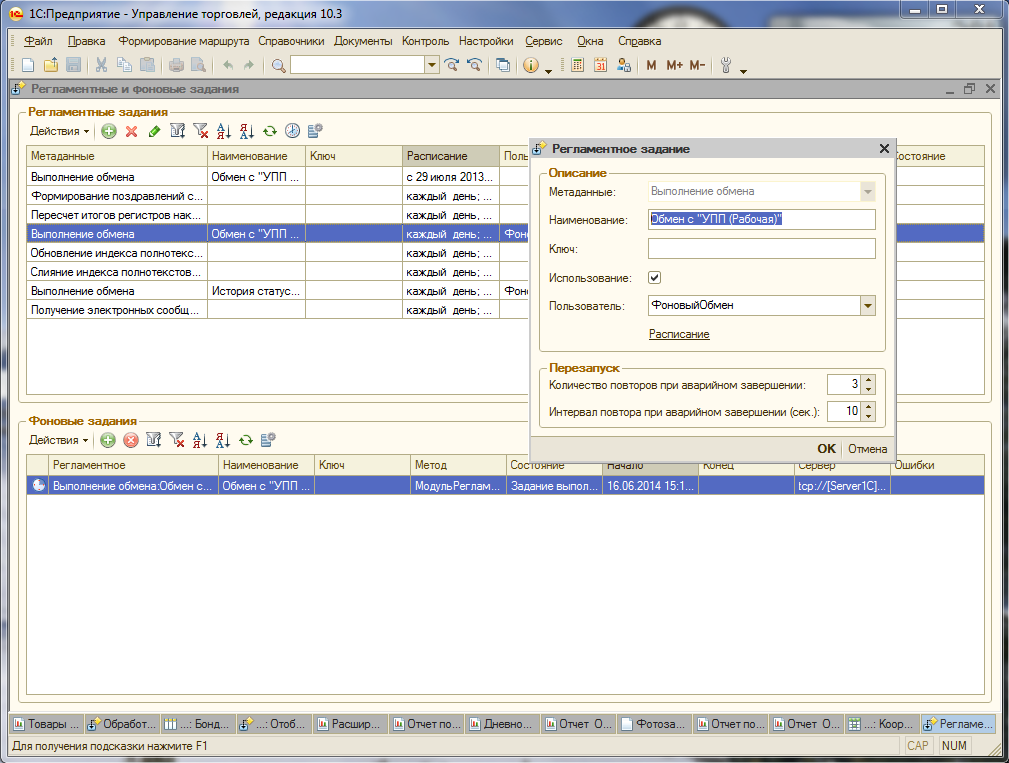 1С:Предприятие - Управление торговлей, редакция 10.3
Файл Правка Формирование маршрута Справочники Документы Контроль Настройки Сервис Окна Справка
M M+ M-
Регламентные и фоновые задания
Регламентные задания
Действия
Метаданные Наименование Ключ Расписание Поль Состояние
Выполнение обмена Обмен с "УПП ... с 29 июля 2013...
Формирование поздравлений с... каждый день; ...
Пересчет итогов регистров нак... каждый день; ...
Выполнение обмена Обмен с "УПП ... каждый день; ... Фон
Обновление индекса полнотекс... каждый день; ...
Слияние индекса полнотекстов... каждый день; ...
Выполнение обмена История статус... каждый день; ... Фон
Получение электронных сообщ... каждый день; ...
Регламентное задание
Описание
Метаданные: Выполнение обмена
Наименование: Обмен с "УПП (Рабочая)"
Ключ:
Использование:
Пользователь: ФоновыйОбмен
Расписание
Перезапуск
Количество повторов при аварийном завершении: 3
Интервал повтора при аварийном завершении (сек.): 10
ОК Отмена
Фоновые задания
Действия
Регламентное Наименование Ключ Метод Состояние Начало Конец Сервер Ошибки
Выполнение обмена:Обмен с... Обмен с "УПП ... МодульРеглам... Задание выпол... 16.06.2014 15:1... tcp://[Server1C]...
Товары ... Обработ... ...: Бонд... ...: Отоб... Расшир... Отчет по... Дневно... Отчет О... Фотоза... Отчет по... Отчет О... ...: Коор... Регламе...
Для получения подсказки нажмите F1 CAP NUM